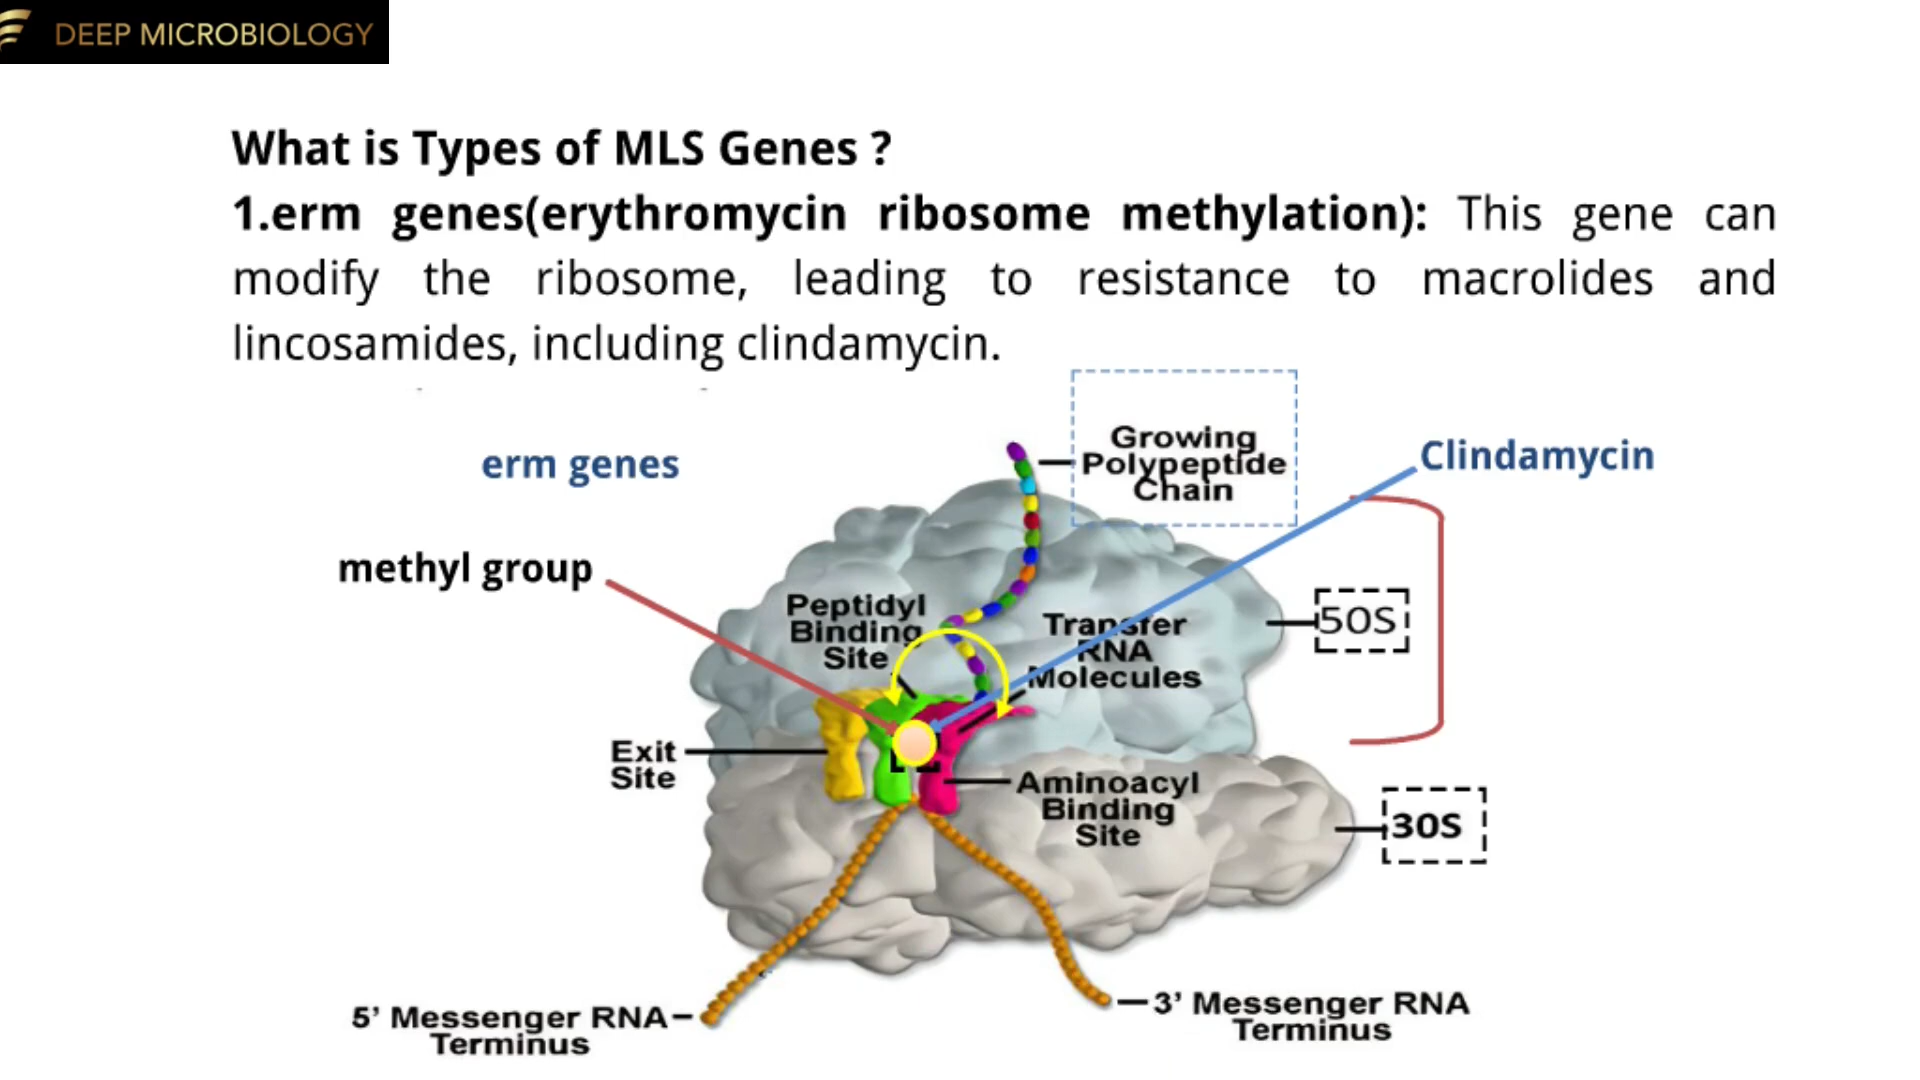 DEEP MICROBIOLOGY
What is Types of MLS Genes ?
1.erm genes(erythromycin ribosome methylation): This gene can
modify the ribosome, leading to resistance to macrolides and
lincosamides, including clindamycin.
erm genes
Growing
Polypeptide
Chain
Clindamycin
methyl group
Peptidyl
Binding
Site
Transfer
RNA
Molecules
50S
Exit
Site
Aminoacyl
Binding
Site
30S
5’ Messenger RNA
Terminus
3’ Messenger RNA
Terminus